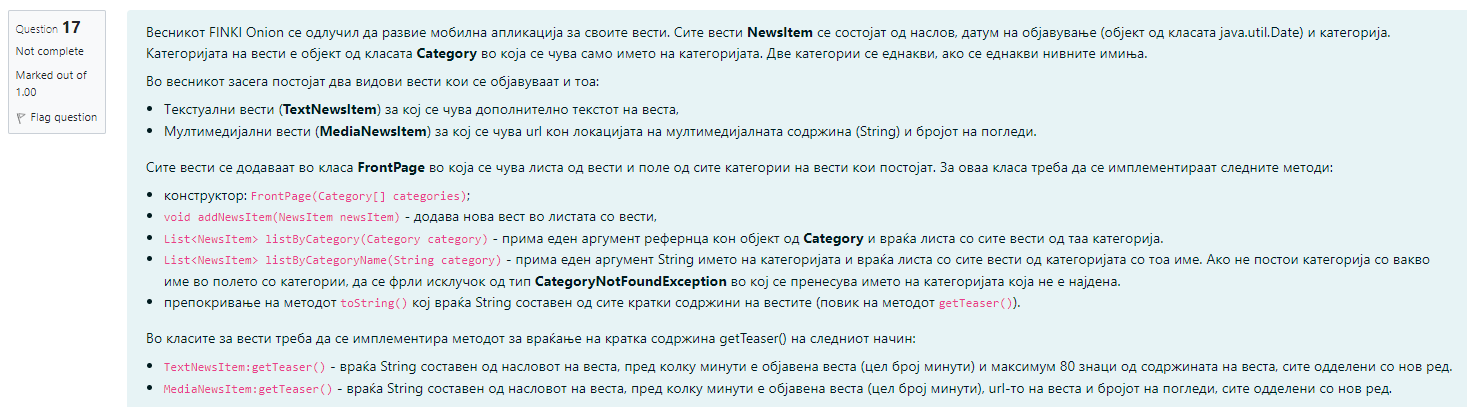 Question 17
Not complete
Marked out of
1.00
Flag question
Весникот FINKI Onion се одлучил да развие мобилна апликација за своите вести. Сите вести NewsItem се состојат од наслов, датум на објавување (објект од класата java.util.Date) и категорија.
Категоријата на вести е објект од класата Category во која се чува само името на категоријата. Две категории се еднакви, ако се еднакви нивните имиња.
Во весникот засега постојат два видови вести кои се објавуваат и тоа:
• Текстуални вести (TextNewsItem) за кој се чува дополнително текстот на веста,
• Мултимедијални вести (MediaNewsItem) за кој се чува url кон локацијата на мултимедијалната содржина (String) и бројот на погледи.
Сите вести се додаваат во класа FrontPage во која се чува листа од вести и поле од сите категории на вести кои постојат. За оваа класа треба да се имплементираат следните методи:
• конструктор: FrontPage(Category[] categories);
• void addNewsItem(NewsItem newsItem) - додава нова вест во листата со вести,
• List<NewsItem> listByCategory(Category category) - прима еден аргумент рефернца кон објект од Category и враќа листа со сите вести од таа категорија.
• List<NewsItem> listByCategoryName(String category) - прима еден аргумент String името на категоријата и враќа листа со сите вести од категоријата со тоа име. Ако не постои категорија со вакво
име во полето со категории, да се фрли исклучок од тип CategoryNotFoundException во кој се пренесува името на категоријата која не е најдена.
• препокривање на методот toString() кој враќа String составен од сите кратки содржини на вестите (повик на методот getTeaser()).
Во класите за вести треба да се имплементира методот за враќање на кратка содржина getTeaser() на следниот начин:
• TextNewsItem:getTeaser() - враќа String составен од насловот на веста, пред колку минути е објавена веста (цел број минути) и максимум 80 знаци од содржината на веста, сите одделени со нов ред.
• MediaNewsItem:getTeaser() - враќа String составен од насловот на веста, пред колку минути е објавена веста (цел број минути), url-то на веста и бројот на погледи, сите одделени со нов ред.